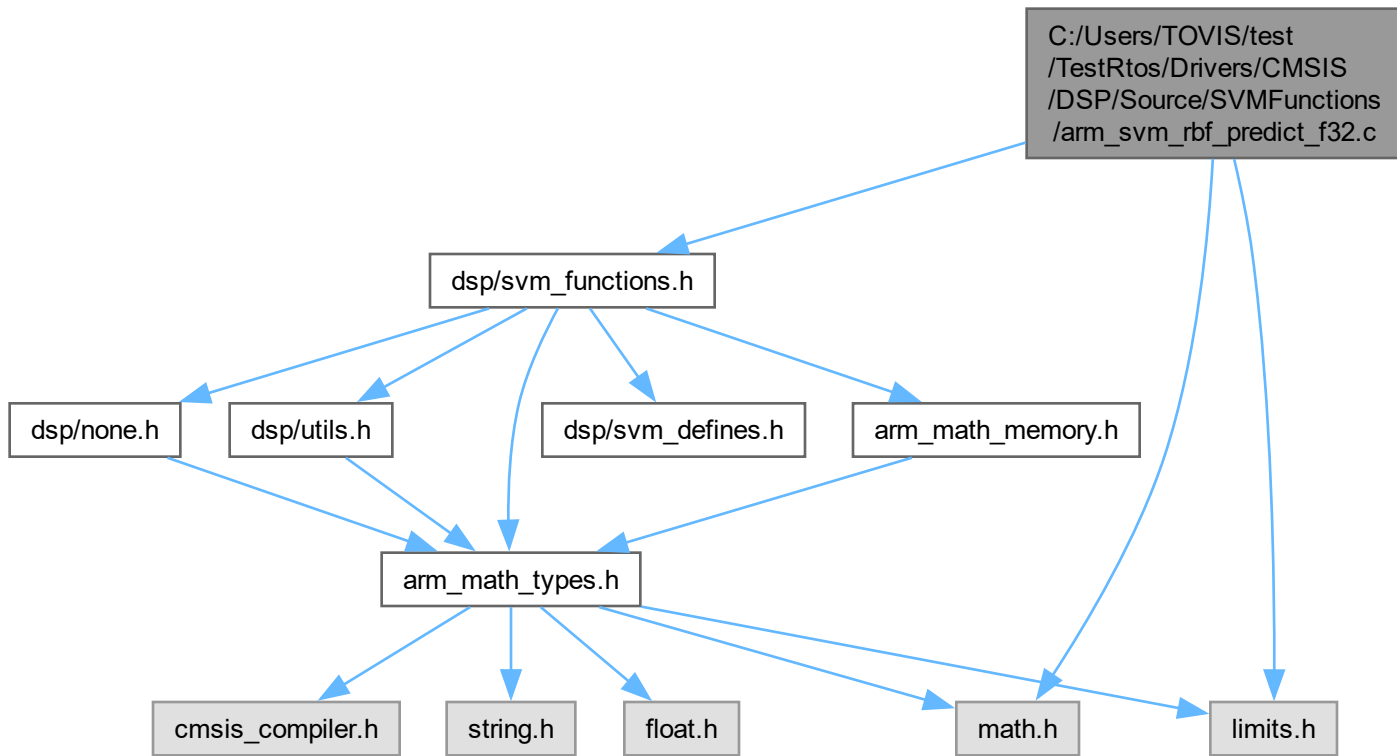 C:/Users/TOVIS/test
/TestRtos/Drivers/CMSIS
/DSP/Source/SVMFunctions
/arm_svm_rbf_predict_f32.c
dsp/svm_functions.h
dsp/none.h
dsp/utils.h
dsp/svm_defines.h
arm_math_memory.h
arm_math_types.h
cmsis_compiler.h
string.h
float.h
math.h
limits.h